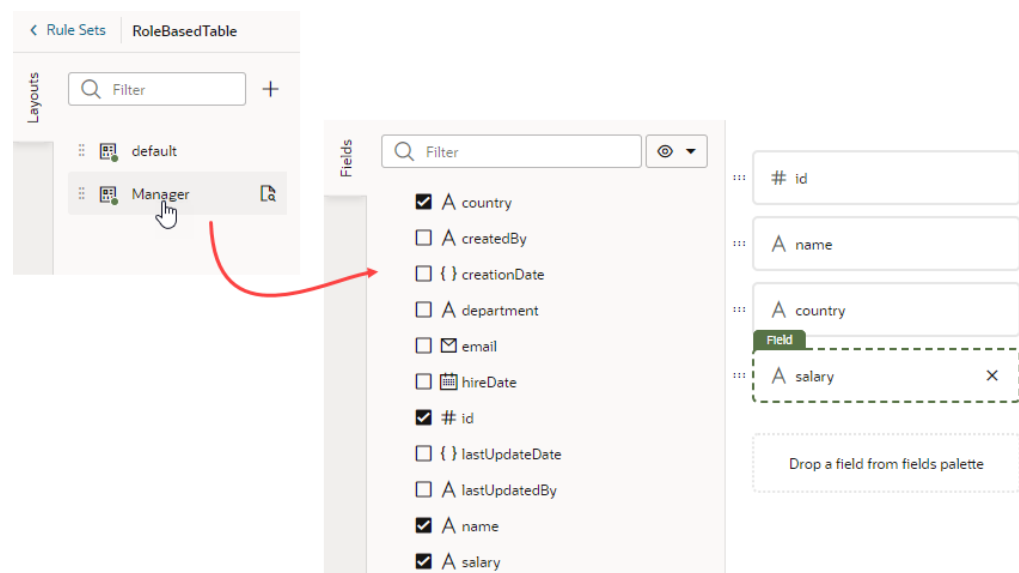 Rule Sets RoleBasedTable
Layouts
Filter
default
Manager
Fields
Filter
A country
A createdBy
{ } creationDate
A department
email
hireDate
# id
{ } lastUpdateDate
A lastUpdatedBy
A name
A salary
# id
A name
A country
Field
A salary
Drop a field from fields palette